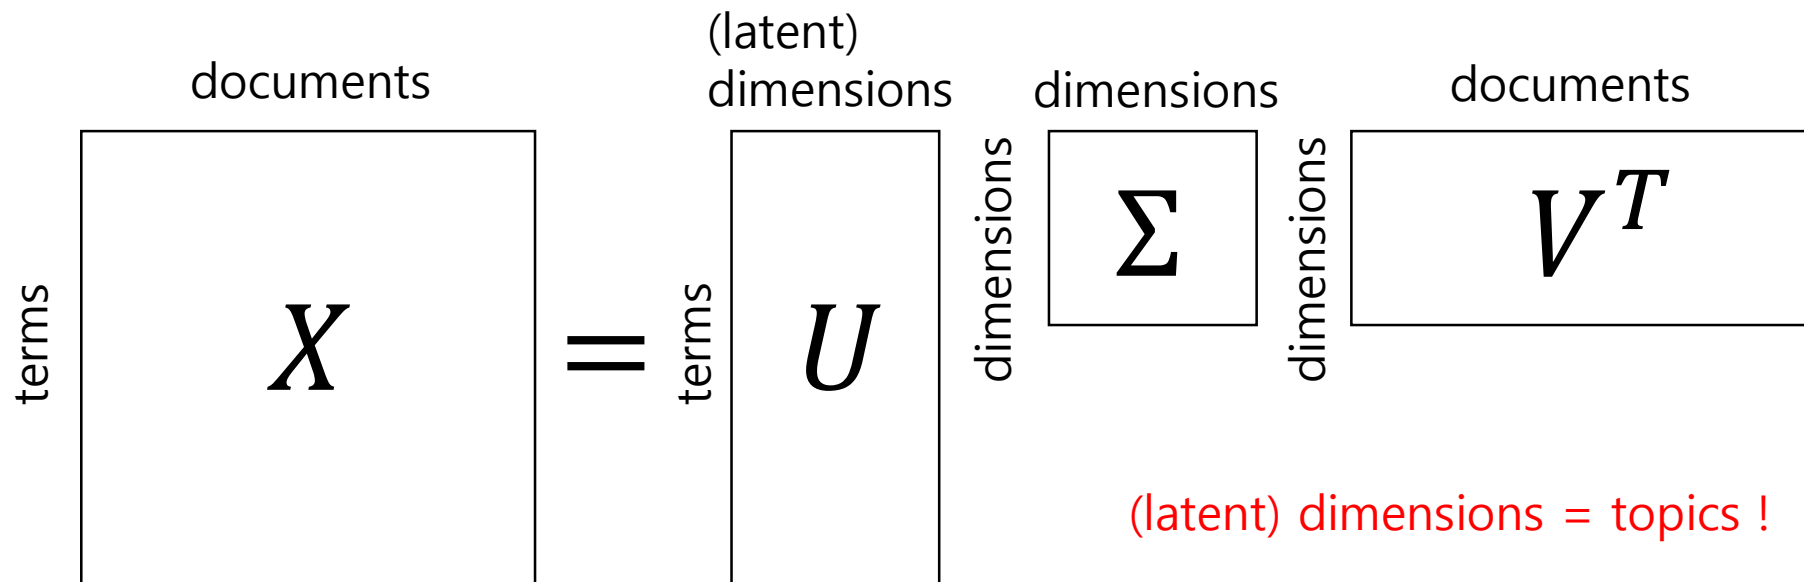 (latent)
documents dimensions dimensions documents
terms X = terms U dimensions Σ dimensions V^T
(latent) dimensions = topics !